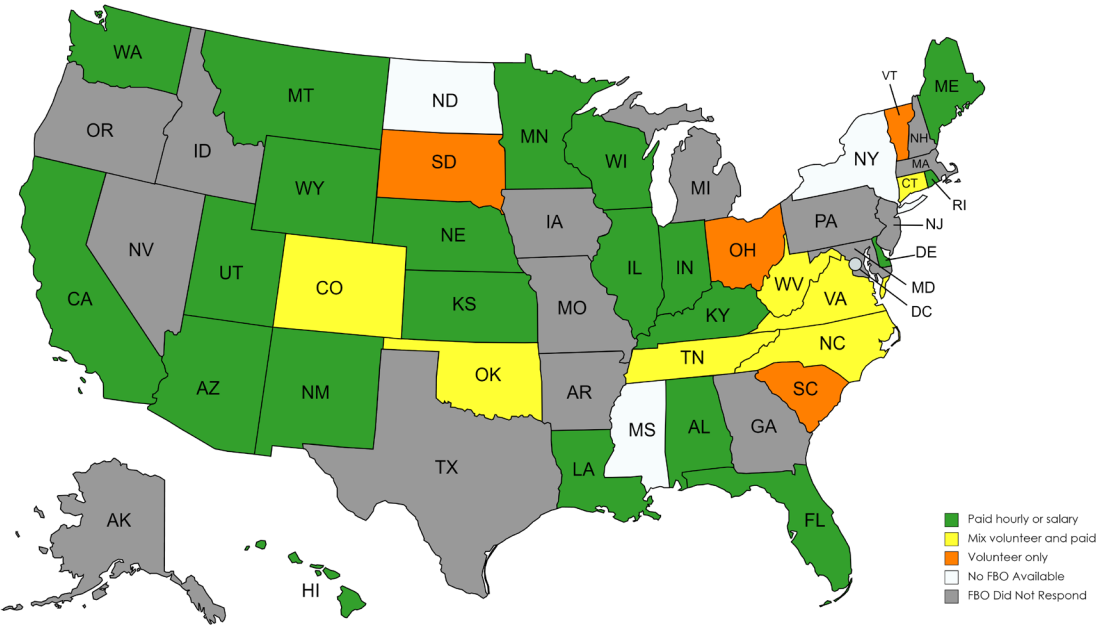 WA
VT
ME
MT
ND
OR
MN
NH
ID
SD
WI
NY
MA
WY
MI
CT
RI
IA
PA
NJ
NE
NV
OH
DE
UT
IL
IN
CO
WV
MD
CA
KS
VA
MO
DC
KY
NC
TN
OK
AZ
NM
AR
SC
MS
AL
GA
TX
LA
AK
FL
HI
Paid hourly or salary
Mix volunteer and paid
Volunteer only
No FBO Available
FBO Did Not Respond